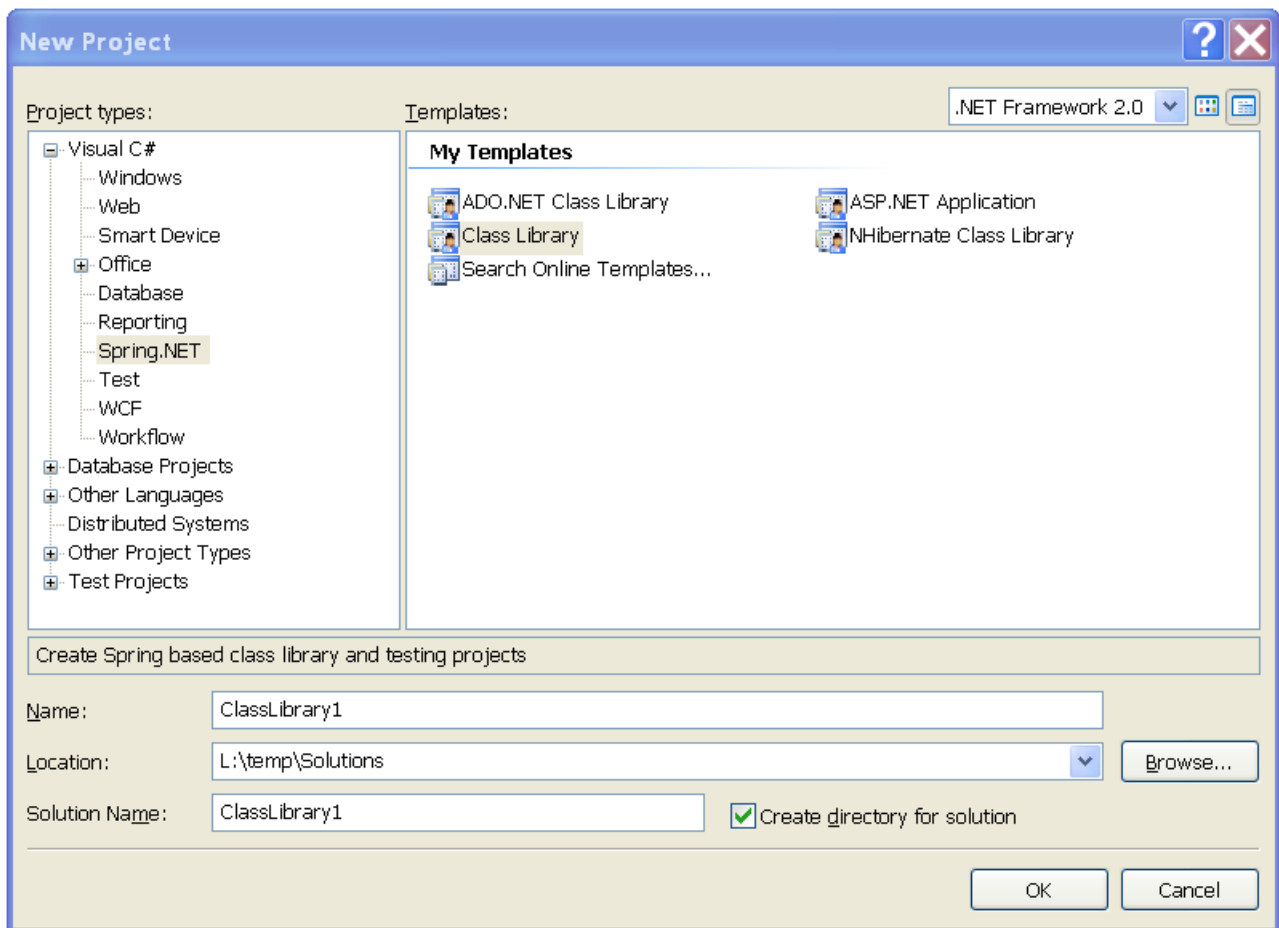 New Project
Project types:
Templates:
.NET Framework 2.0
Visual C#
Windows
Web
Smart Device
Office
Database
Reporting
Spring.NET
Test
WCF
Workflow
Database Projects
Other Languages
Distributed Systems
Other Project Types
Test Projects
My Templates
ADO.NET Class Library
ASP.NET Application
Class Library
NHibernate Class Library
Search Online Templates...
Create Spring based class library and testing projects
Name:
ClassLibrary1
Location:
L:\temp\Solutions
Browse...
Solution Name:
ClassLibrary1
Create directory for solution
OK
Cancel